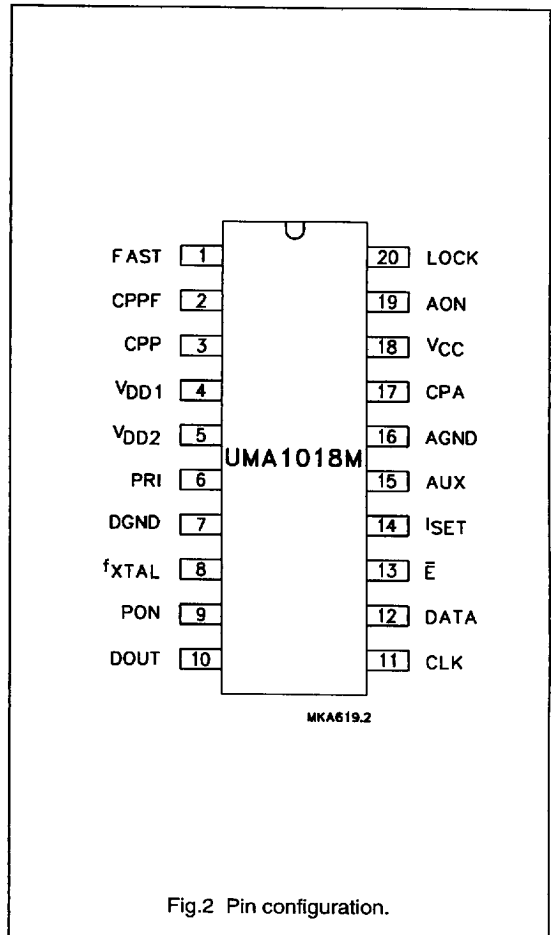 FAST 1 20 LOCK
CPPF 2 19 AON
CPP 3 18 VCC
VDD1 4 17 CPA
VDD2 5 16 AGND
UMA1018M
PRI 6 15 AUX
DGND 7 14 ISET
fXTAL 8 13 E̅
PON 9 12 DATA
DOUT 10 11 CLK
MKA619.2
Fig.2 Pin configuration.